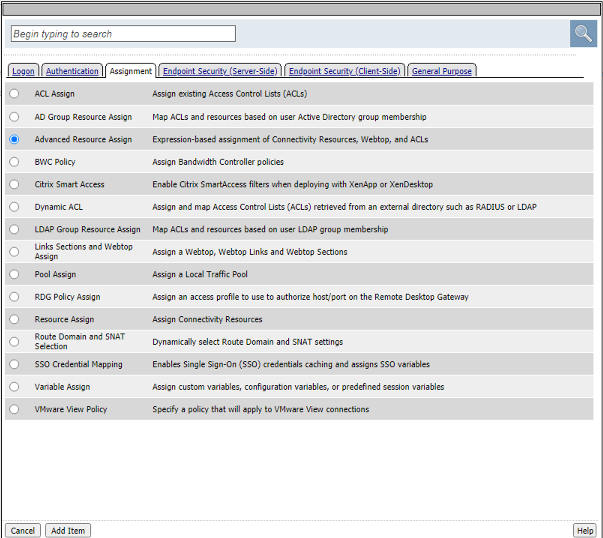 Begin typing to search
Logon Authentication Assignment Endpoint Security (Server-Side) Endpoint Security (Client-Side) General Purpose
ACL Assign Assign existing Access Control Lists (ACLs)
AD Group Resource Assign Map ACLs and resources based on user Active Directory group membership
Advanced Resource Assign Expression-based assignment of Connectivity Resources, Webtop, and ACLs
BWC Policy Assign Bandwidth Controller policies
Citrix Smart Access Enable Citrix SmartAccess filters when deploying with XenApp or XenDesktop
Dynamic ACL Assign and map Access Control Lists (ACLs) retrieved from an external directory such as RADIUS or LDAP
LDAP Group Resource Assign Map ACLs and resources based on user LDAP group membership
Links Sections and Webtop
Assign Assign a Webtop, Webtop Links and Webtop Sections
Pool Assign Assign a Local Traffic Pool
RDG Policy Assign Assign an access profile to use to authorize host/port on the Remote Desktop Gateway
Resource Assign Assign Connectivity Resources
Route Domain and SNAT
Selection Dynamically select Route Domain and SNAT settings
SSO Credential Mapping Enables Single Sign-On (SSO) credentials caching and assigns SSO variables
Variable Assign Assign custom variables, configuration variables, or predefined session variables
VMware View Policy Specify a policy that will apply to VMware View connections
Cancel Add Item Help